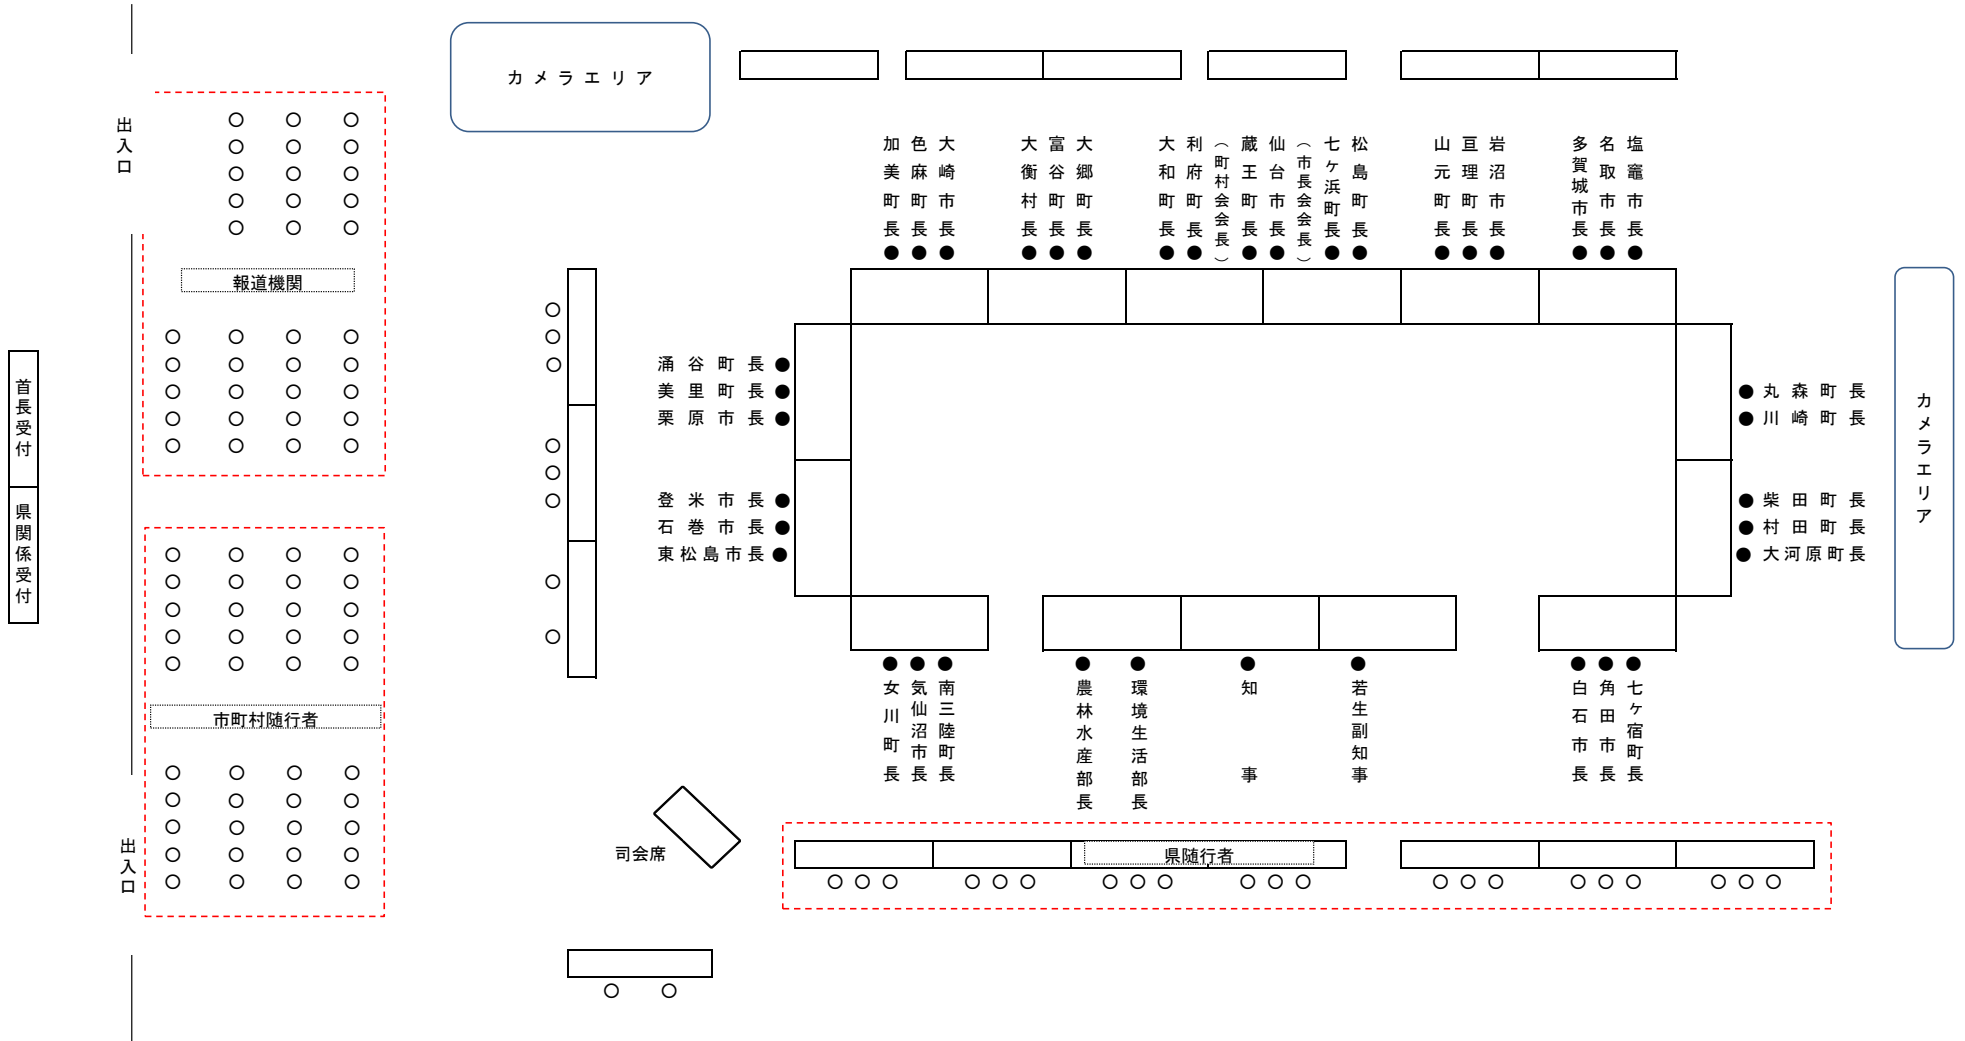 カメラエリア
出入口
加美町長
色麻町長
大崎市長
大衡村長
富谷町長
大郷町長
大和町長
利府町長
（町村会会長）
蔵王町長
仙台市長
（市長会会長）
七ヶ浜町長
松島町長
山元町長
亘理町長
岩沼市長
多賀城市長
名取市長
塩竈市長
報道機関
首長受付
県関係受付
涌谷町長
美里町長
栗原市長
登米市長
石巻市長
東松島市長
丸森町長
川崎町長
柴田町長
村田町長
大河原町長
カメラエリア
市町村随行者
女川町長
気仙沼市長
南三陸町長
農林水産部長
環境生活部長
知事
若生副知事
白石市長
角田市長
七ヶ宿町長
出入口
司会席
県随行者